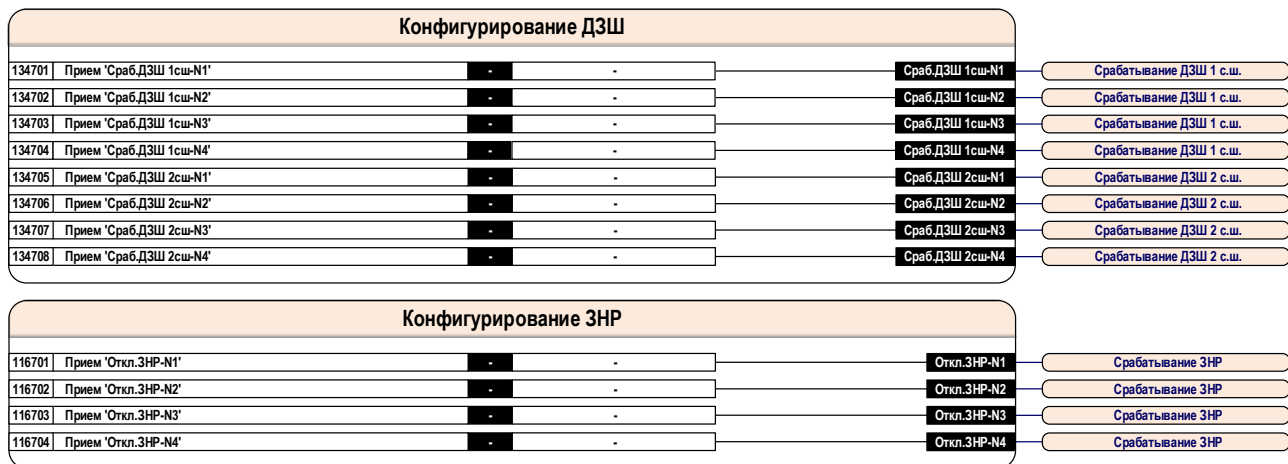 Конфигурирование ДЗШ
134701 Прием 'Сраб.ДЗШ 1сш-N1' - - Сраб.ДЗШ 1сш-N1 Срабатывание ДЗШ 1 с.ш.
134702 Прием 'Сраб.ДЗШ 1сш-N2' - - Сраб.ДЗШ 1сш-N2 Срабатывание ДЗШ 1 с.ш.
134703 Прием 'Сраб.ДЗШ 1сш-N3' - - Сраб.ДЗШ 1сш-N3 Срабатывание ДЗШ 1 с.ш.
134704 Прием 'Сраб.ДЗШ 1сш-N4' - - Сраб.ДЗШ 1сш-N4 Срабатывание ДЗШ 1 с.ш.
134705 Прием 'Сраб.ДЗШ 2сш-N1' - - Сраб.ДЗШ 2сш-N1 Срабатывание ДЗШ 2 с.ш.
134706 Прием 'Сраб.ДЗШ 2сш-N2' - - Сраб.ДЗШ 2сш-N2 Срабатывание ДЗШ 2 с.ш.
134707 Прием 'Сраб.ДЗШ 2сш-N3' - - Сраб.ДЗШ 2сш-N3 Срабатывание ДЗШ 2 с.ш.
134708 Прием 'Сраб.ДЗШ 2сш-N4' - - Сраб.ДЗШ 2сш-N4 Срабатывание ДЗШ 2 с.ш.
Конфигурирование ЗНР
116701 Прием 'Откл.ЗНР-N1' - - Откл.ЗНР-N1 Срабатывание ЗНР
116702 Прием 'Откл.ЗНР-N2' - - Откл.ЗНР-N2 Срабатывание ЗНР
116703 Прием 'Откл.ЗНР-N3' - - Откл.ЗНР-N3 Срабатывание ЗНР
116704 Прием 'Откл.ЗНР-N4' - - Откл.ЗНР-N4 Срабатывание ЗНР